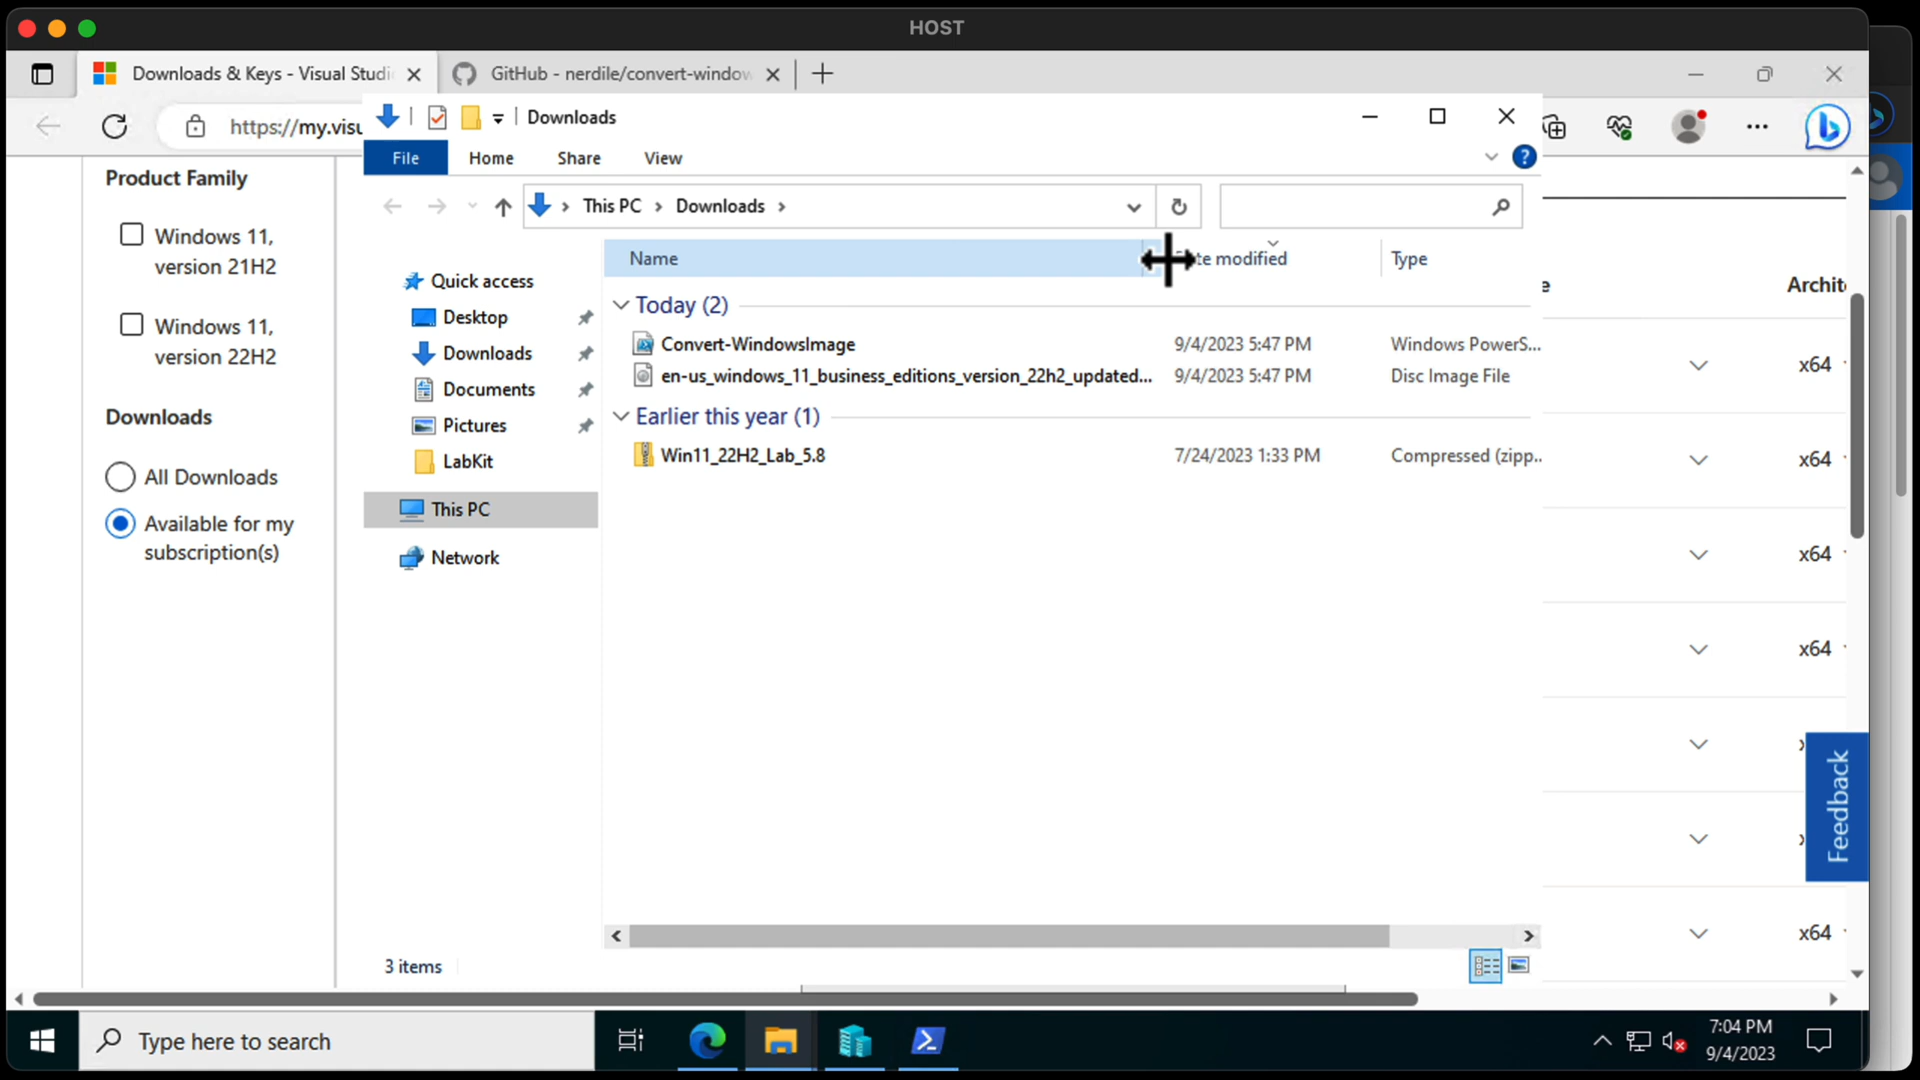 HOST
Downloads & Keys - Visual Studi
GitHub - nerdile/convert-window
https://my.visu
Downloads
File
Home
Share
View
This PC
Downloads
Product Family
Windows 11,
version 21H2
Windows 11,
version 22H2
Downloads
All Downloads
Available for my
subscription(s)
Quick access
Desktop
Downloads
Documents
Pictures
LabKit
This PC
Network
Name
te modified
Type
Today (2)
Convert-WindowsImage
9/4/2023 5:47 PM
Windows PowerS...
en-us_windows_11_business_editions_version_22h2_updated...
9/4/2023 5:47 PM
Disc Image File
Earlier this year (1)
Win11_22H2_Lab_5.8
7/24/2023 1:33 PM
Compressed (zipp...
3 items
e
Archit
x64
x64
x64
x64
x64
Feedback
Type here to search
7:04 PM
9/4/2023